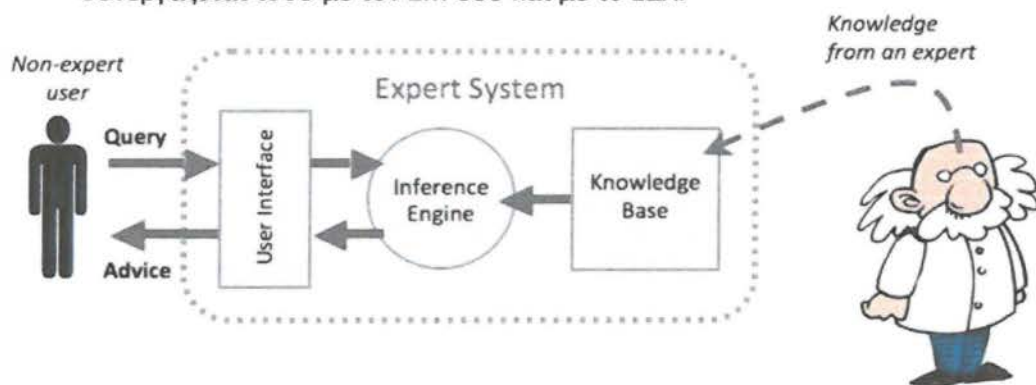 Knowledge
from an expert
Non-expert
user
Expert System
Query
User Interface
Inference
Engine
Knowledge
Base
Advice